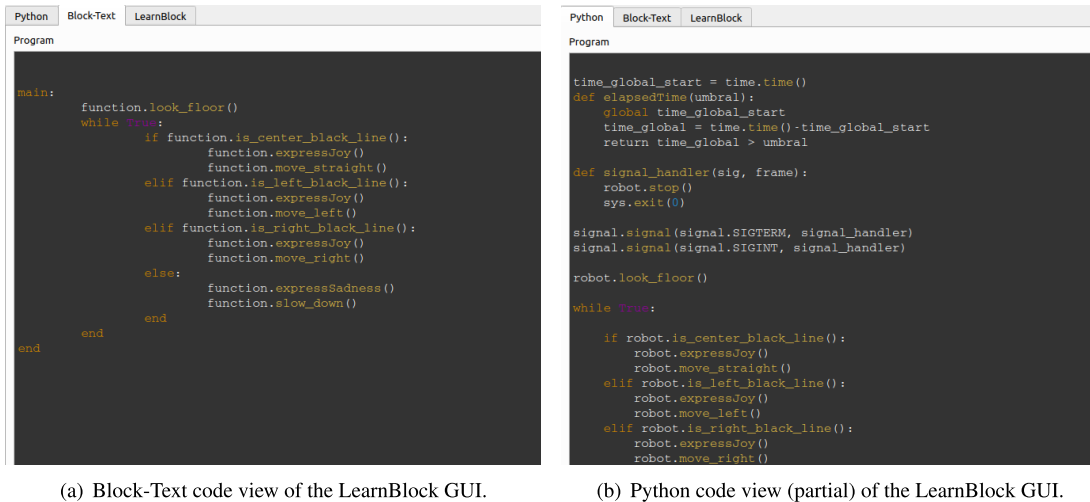 Python Block-Text LearnBlock
Program
main:
function.look_floor()
while True:
if function.is_center_black_line():
function.expressJoy()
function.move_straight()
elif function.is_left_black_line():
function.expressJoy()
function.move_left()
elif function.is_right_black_line():
function.expressJoy()
function.move_right()
else:
function.expressSadness()
function.slow_down()
end
end
end
(a) Block-Text code view of the LearnBlock GUI.
Python Block-Text LearnBlock
Program
time_global_start = time.time()
def elapsedTime(umbral):
global time_global_start
time_global = time.time()-time_global_start
return time_global > umbral
def signal_handler(sig, frame):
robot.stop()
sys.exit(0)
signal.signal(signal.SIGTERM, signal_handler)
signal.signal(signal.SIGINT, signal_handler)
robot.look_floor()
while True:
if robot.is_center_black_line():
robot.expressJoy()
robot.move_straight()
elif robot.is_left_black_line():
robot.expressJoy()
robot.move_left()
elif robot.is_right_black_line():
robot.expressJoy()
robot.move_right()
(b) Python code view (partial) of the LearnBlock GUI.